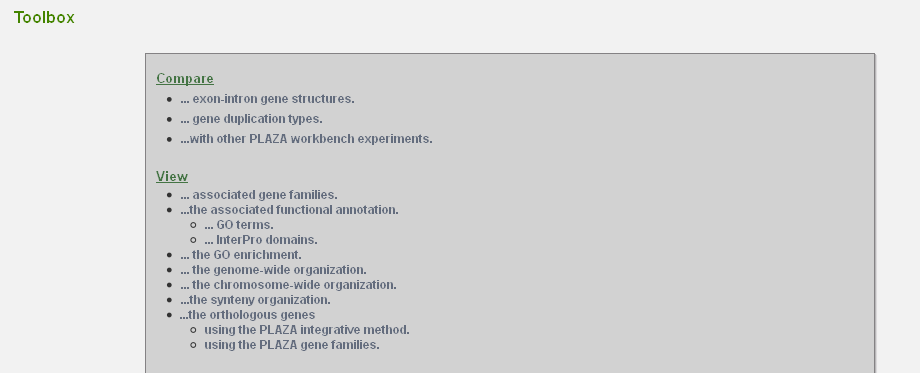 Toolbox
Compare
... exon-intron gene structures.
... gene duplication types.
...with other PLAZA workbench experiments.
View
... associated gene families.
...the associated functional annotation.
... GO terms.
... InterPro domains.
... the GO enrichment.
... the genome-wide organization.
... the chromosome-wide organization.
...the synteny organization.
...the orthologous genes
using the PLAZA integrative method.
using the PLAZA gene families.